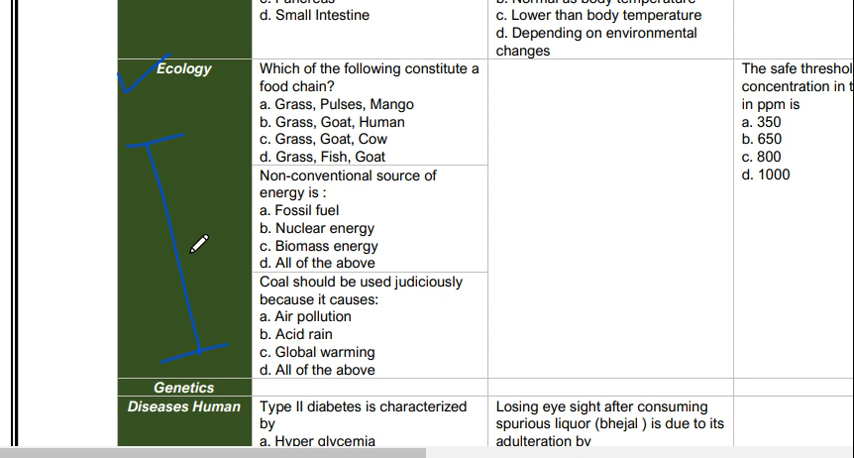 c. Pancreas
d. Small Intestine
b. Normal as body temperature
c. Lower than body temperature
d. Depending on environmental
changes
Ecology
Which of the following constitute a
food chain?
a. Grass, Pulses, Mango
b. Grass, Goat, Human
c. Grass, Goat, Cow
d. Grass, Fish, Goat
Non-conventional source of
energy is :
a. Fossil fuel
b. Nuclear energy
c. Biomass energy
d. All of the above
Coal should be used judiciously
because it causes:
a. Air pollution
b. Acid rain
c. Global warming
d. All of the above
The safe threshol
concentration in t
in ppm is
a. 350
b. 650
c. 800
d. 1000
Genetics
Diseases Human
Type II diabetes is characterized
by
a. Hyper glycemia
Losing eye sight after consuming
spurious liquor (bhejal ) is due to its
adulteration by